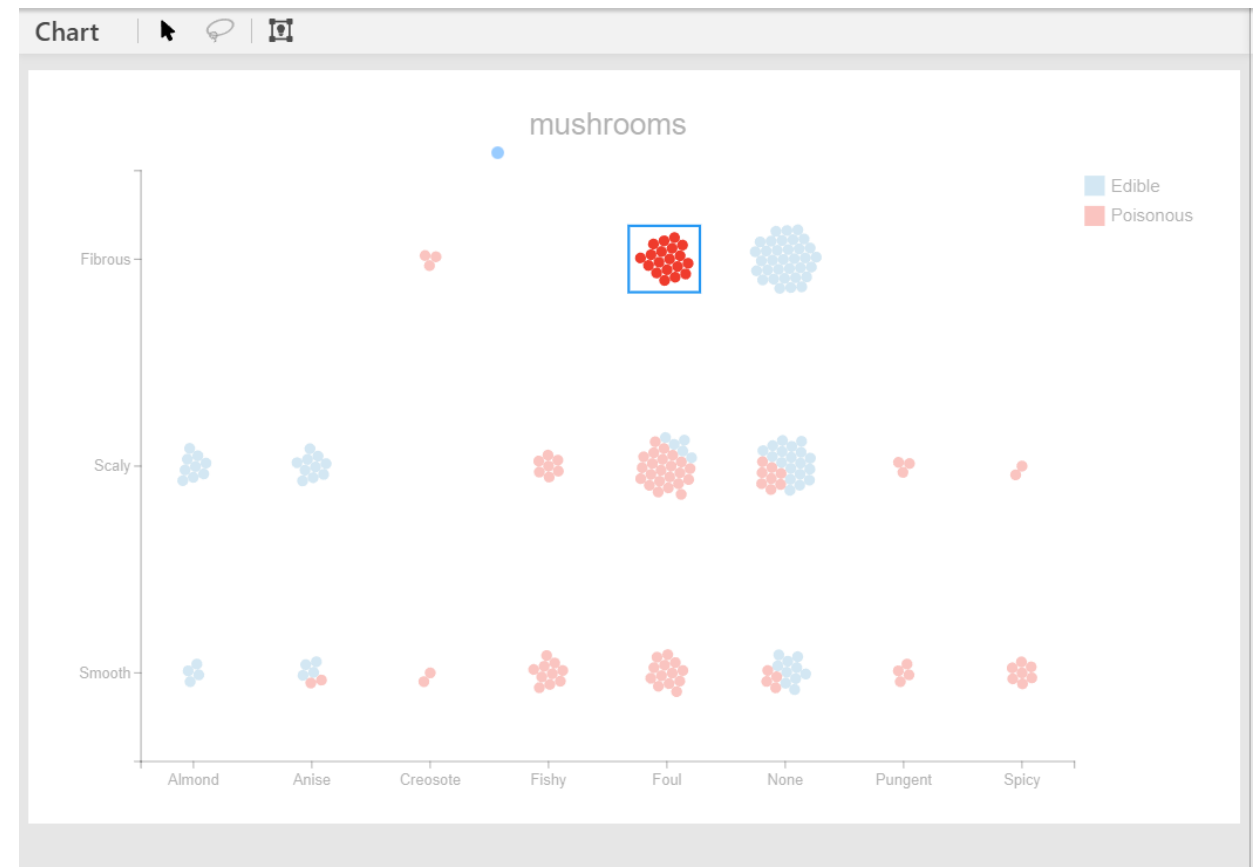 Chart
mushrooms
Edible
Poisonous
Fibrous
Scaly
Smooth
Almond Anise Creosote Fishy Foul None Pungent Spicy